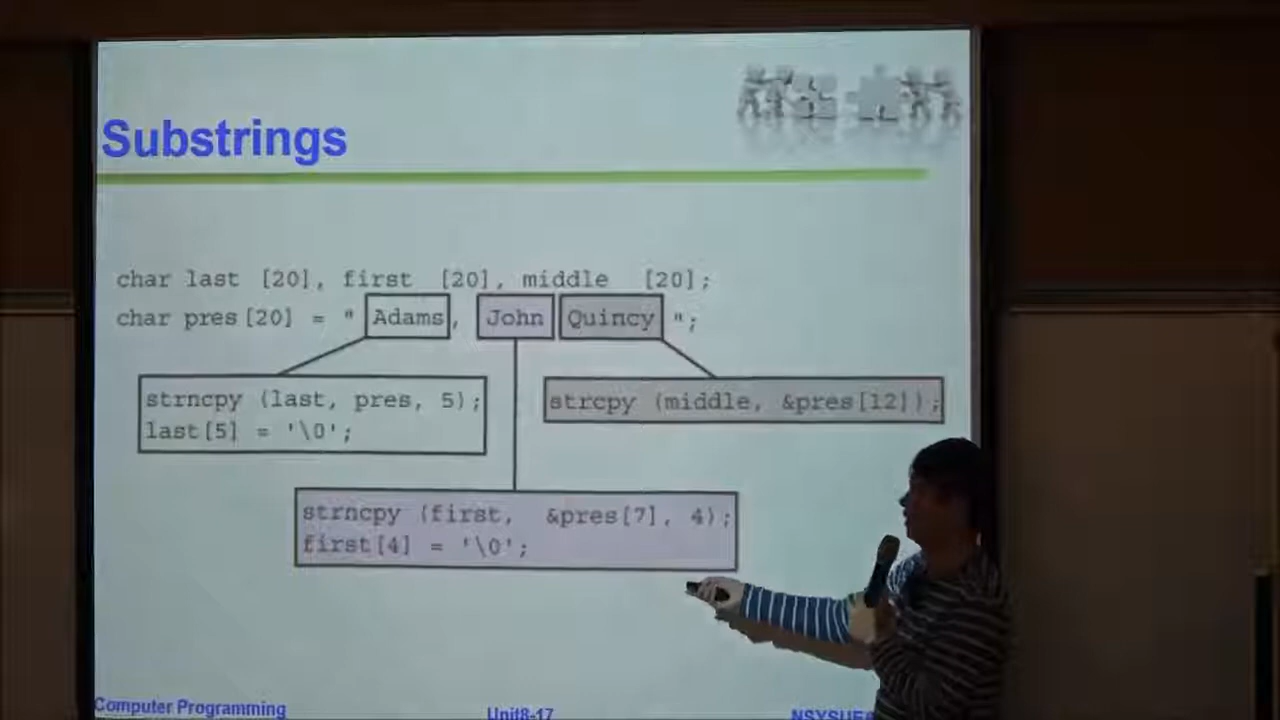 Substrings
char last [20], first [20], middle [20];
char pres[20] = " Adams, John Quincy ";
strncpy (last, pres, 5);
last[5] = '\0';
strcpy (middle, &pres[12]);
strncpy (first, &pres[7], 4);
first[4] = '\0';
Computer Programming
Unit8-17